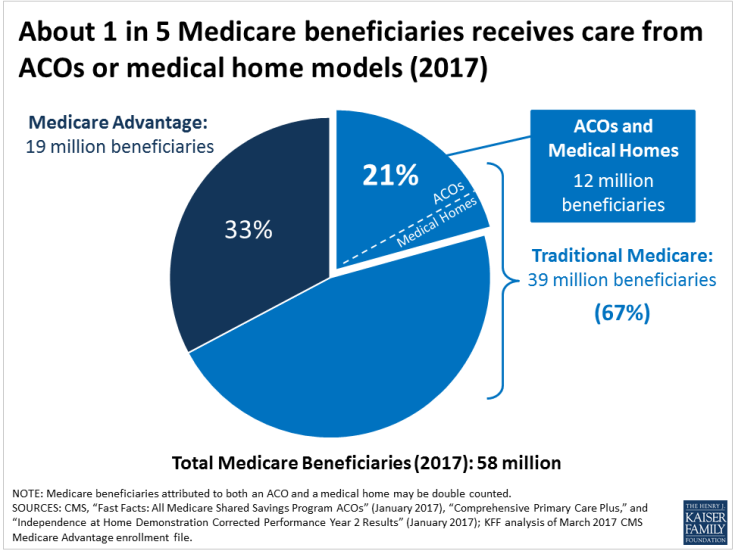 About 1 in 5 Medicare beneficiaries receives care from
ACOs or medical home models (2017)
Medicare Advantage:
19 million beneficiaries
33%
21%
ACOs
Medical Homes
ACOs and
Medical Homes
12 million
beneficiaries
Traditional Medicare:
39 million beneficiaries
(67%)
Total Medicare Beneficiaries (2017): 58 million
NOTE: Medicare beneficiaries attributed to both an ACO and a medical home may be double counted.
SOURCES: CMS, “Fast Facts: All Medicare Shared Savings Program ACOs” (January 2017), “Comprehensive Primary Care Plus,” and
“Independence at Home Demonstration Corrected Performance Year 2 Results” (January 2017); KFF analysis of March 2017 CMS
Medicare Advantage enrollment file.
THE HENRY J.
KAISER
FAMILY
FOUNDATION